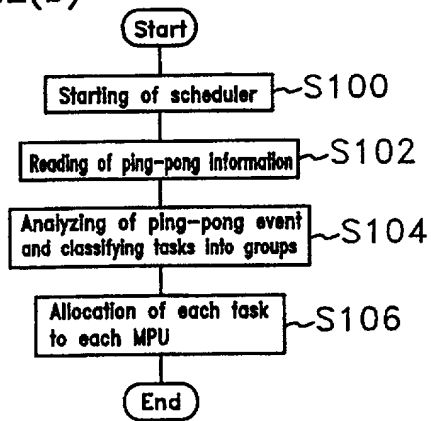 Start
Starting of scheduler
S100
Reading of ping-pong information
S102
Analyzing of ping-pong event
and classifying tasks into groups
S104
Allocation of each task
to each MPU
S106
End